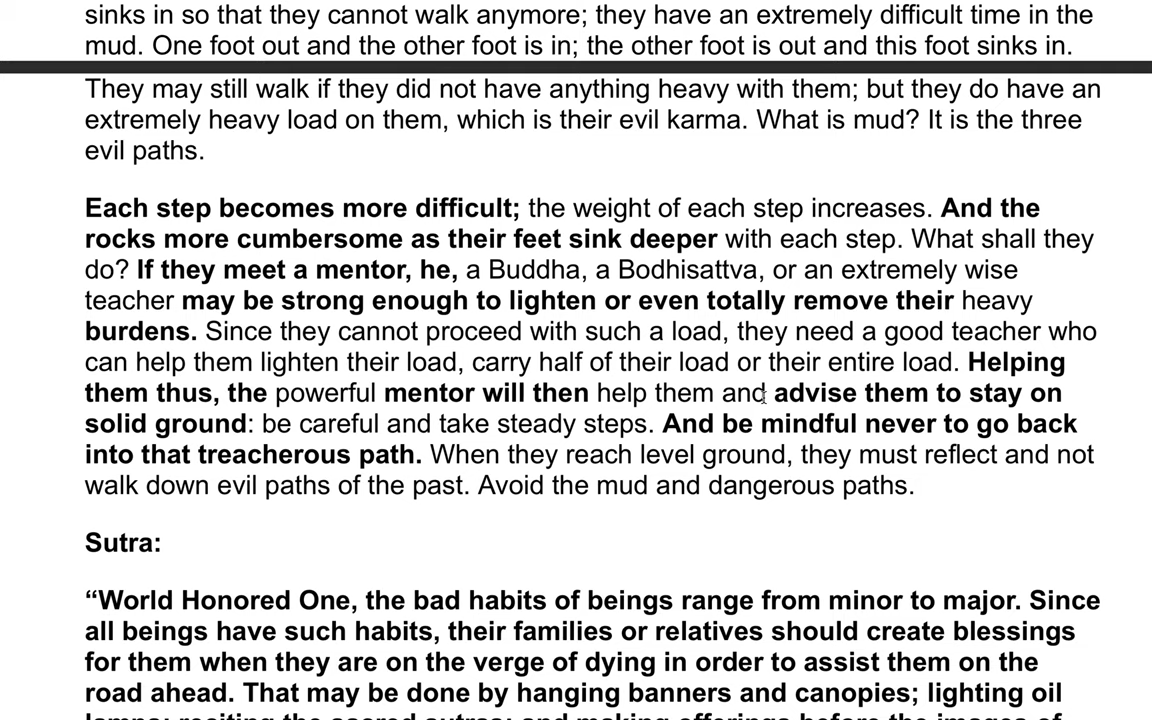 sinks in so that they cannot walk anymore; they have an extremely difficult time in the
mud. One foot out and the other foot is in; the other foot is out and this foot sinks in.
They may still walk if they did not have anything heavy with them; but they do have an
extremely heavy load on them, which is their evil karma. What is mud? It is the three
evil paths.
Each step becomes more difficult; the weight of each step increases. And the
rocks more cumbersome as their feet sink deeper with each step. What shall they
do? If they meet a mentor, he, a Buddha, a Bodhisattva, or an extremely wise
teacher may be strong enough to lighten or even totally remove their heavy
burdens. Since they cannot proceed with such a load, they need a good teacher who
can help them lighten their load, carry half of their load or their entire load. Helping
them thus, the powerful mentor will then help them and advise them to stay on
solid ground: be careful and take steady steps. And be mindful never to go back
into that treacherous path. When they reach level ground, they must reflect and not
walk down evil paths of the past. Avoid the mud and dangerous paths.
Sutra:
“World Honored One, the bad habits of beings range from minor to major. Since
all beings have such habits, their families or relatives should create blessings
for them when they are on the verge of dying in order to assist them on the
road ahead. That may be done by hanging banners and canopies; lighting oil
lamps; reciting the sacred sutras; and making offerings before the images of